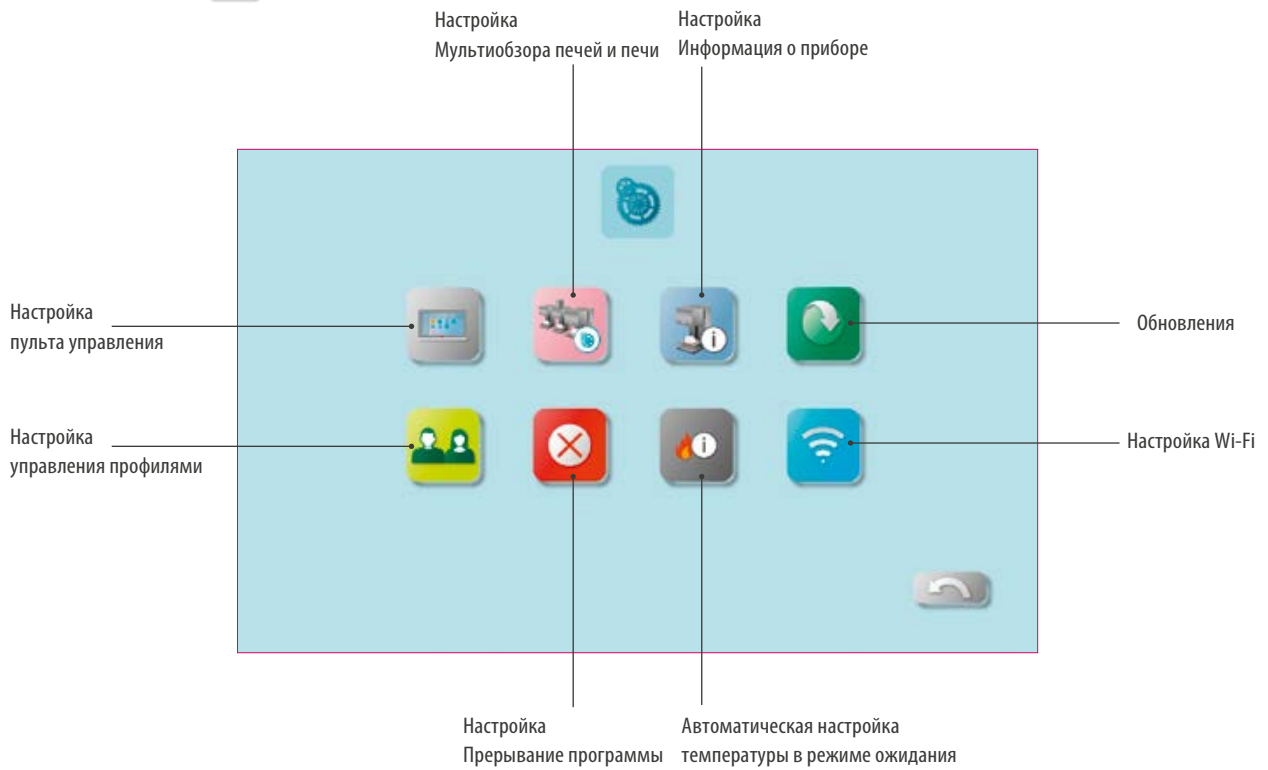 Настройка
Мультиобзора печей и печи
Настройка
Информация о приборе
Настройка
пульта управления
Обновления
Настройка
управления профилями
Настройка Wi-Fi
Настройка
Прерывание программы
Автоматическая настройка
температуры в режиме ожидания